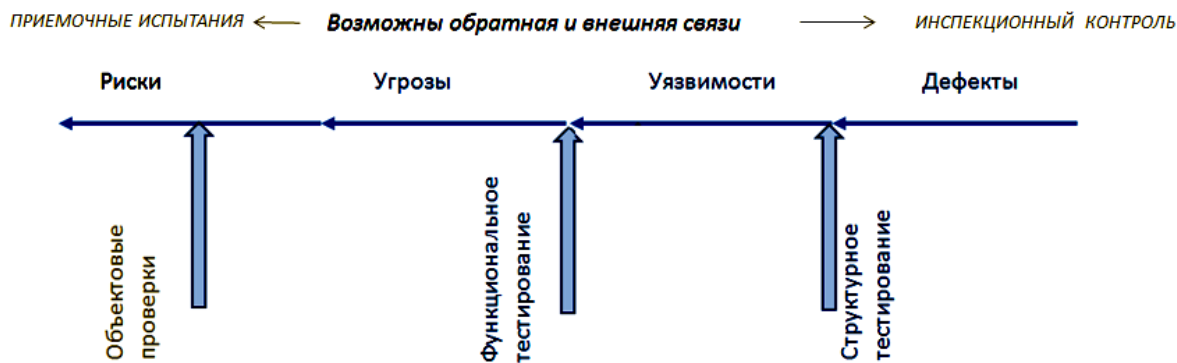 ПРИЕМОЧНЫЕ ИСПЫТАНИЯ
Возможны обратная и внешняя связи
ИНСПЕКЦИОННЫЙ КОНТРОЛЬ
Риски
Угрозы
Уязвимости
Дефекты
Объектовые
проверки
Функциональное
тестирование
Структурное
тестирование